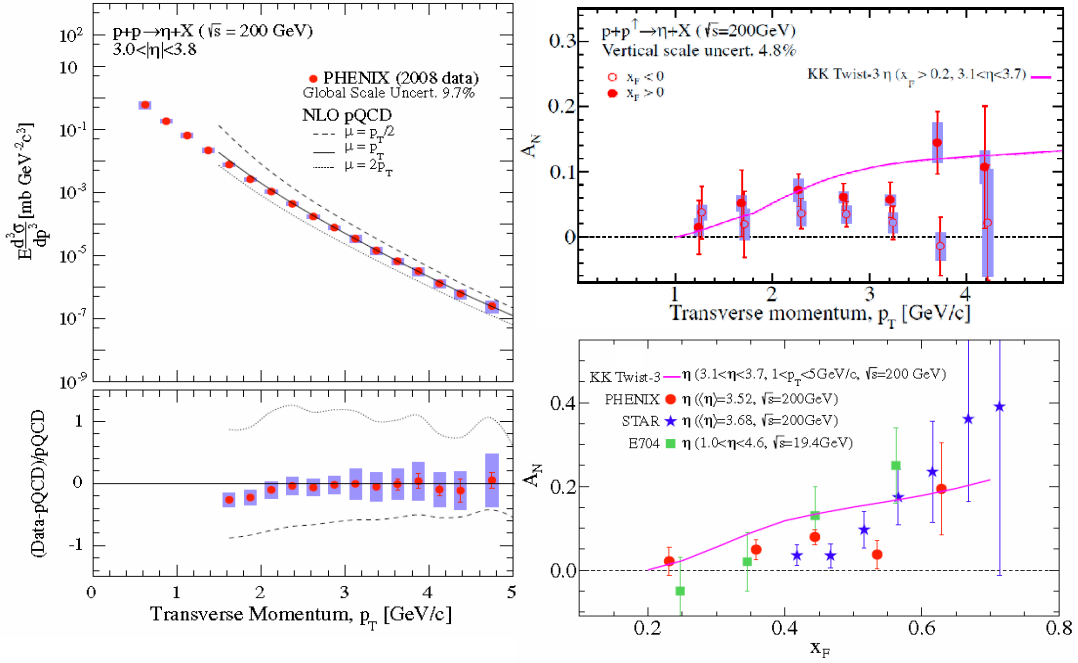 p+p→η+X (√s = 200 GeV)
3.0<|η|<3.8
PHENIX (2008 data)
Global Scale Uncert. 9.7%
NLO pQCD
μ = p_T/2
μ = p_T
μ = 2p_T
E d³σ/dp³ [mb GeV⁻²c³]
10²
1
10⁻¹
10⁻³
10⁻⁵
10⁻⁷
10⁻⁹
(Data-pQCD)/pQCD
1
0
-1
0 1 2 3 4 5
Transverse Momentum, p_T [GeV/c]
p+p↑→η+X (√s=200GeV)
Vertical scale uncert. 4.8%
x_F < 0
x_F > 0
KK Twist-3 η (x_F > 0.2, 3.1<η<3.7)
A_N
0.3
0.2
0.1
0
1 2 3 4
Transverse momentum, p_T [GeV/c]
KK Twist-3 η (3.1<η<3.7, 1<p_T<5GeV/c, √s=200 GeV)
PHENIX η (⟨η⟩=3.52, √s=200GeV)
STAR η (⟨η⟩=3.68, √s=200GeV)
E704 η (1.0<η<4.6, √s=19.4GeV)
A_N
0.4
0.2
0.0
0.2 0.4 0.6 0.8
x_F